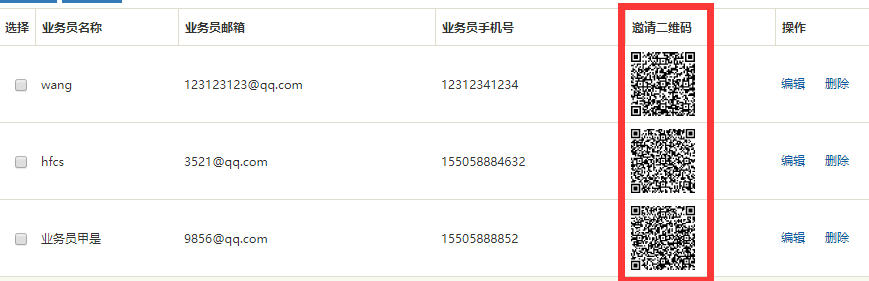 选择 业务员名称 业务员邮箱 业务员手机号 邀请二维码 操作
wang 123123123@qq.com 12312341234 编辑 删除
hfcs 3521@qq.com 155058884632 编辑 删除
业务员甲是 9856@qq.com 15505888852 编辑 删除